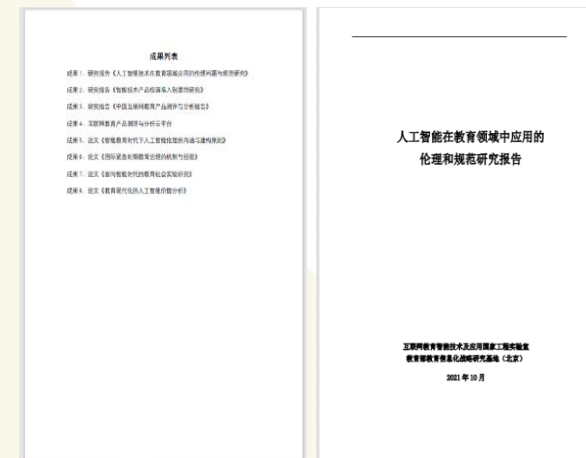 成果列表
成果 1. 研究报告《人工智能技术在教育领域应用的伦理问题与规范研究》
成果 2. 研究报告《智能技术产品校园准入制度的研究》
成果 3. 研究报告《中国互联网教育产品测评与分析报告》
成果 4. 互联网教育产品测评与分析云平台
成果 5. 论文《智能教育时代下人工智能伦理的内涵与建构原则》
成果 6. 论文《国际紧急时期教育治理的机制与经验》
成果 7. 论文《面向智能时代的教育社会实验研究》
成果 8. 论文《教育现代化的人工智能价值分析》
人工智能在教育领域中应用的
伦理和规范研究报告
互联网教育智能技术及应用国家工程实验室
教育部教育信息化战略研究基地（北京）
2021 年 10 月